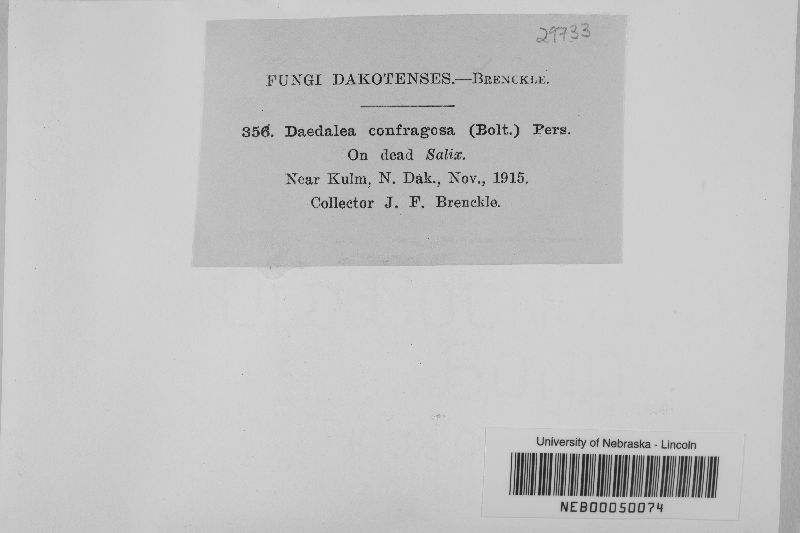 29733
FUNGI DAKOTENSES.—BRENCKLE.
356. Daedalea confragosa (Bolt.) Pers.
On dead Salix.
Near Kulm, N. Dak., Nov., 1915.
Collector J. F. Brenckle.
University of Nebraska - Lincoln
NEB00050074